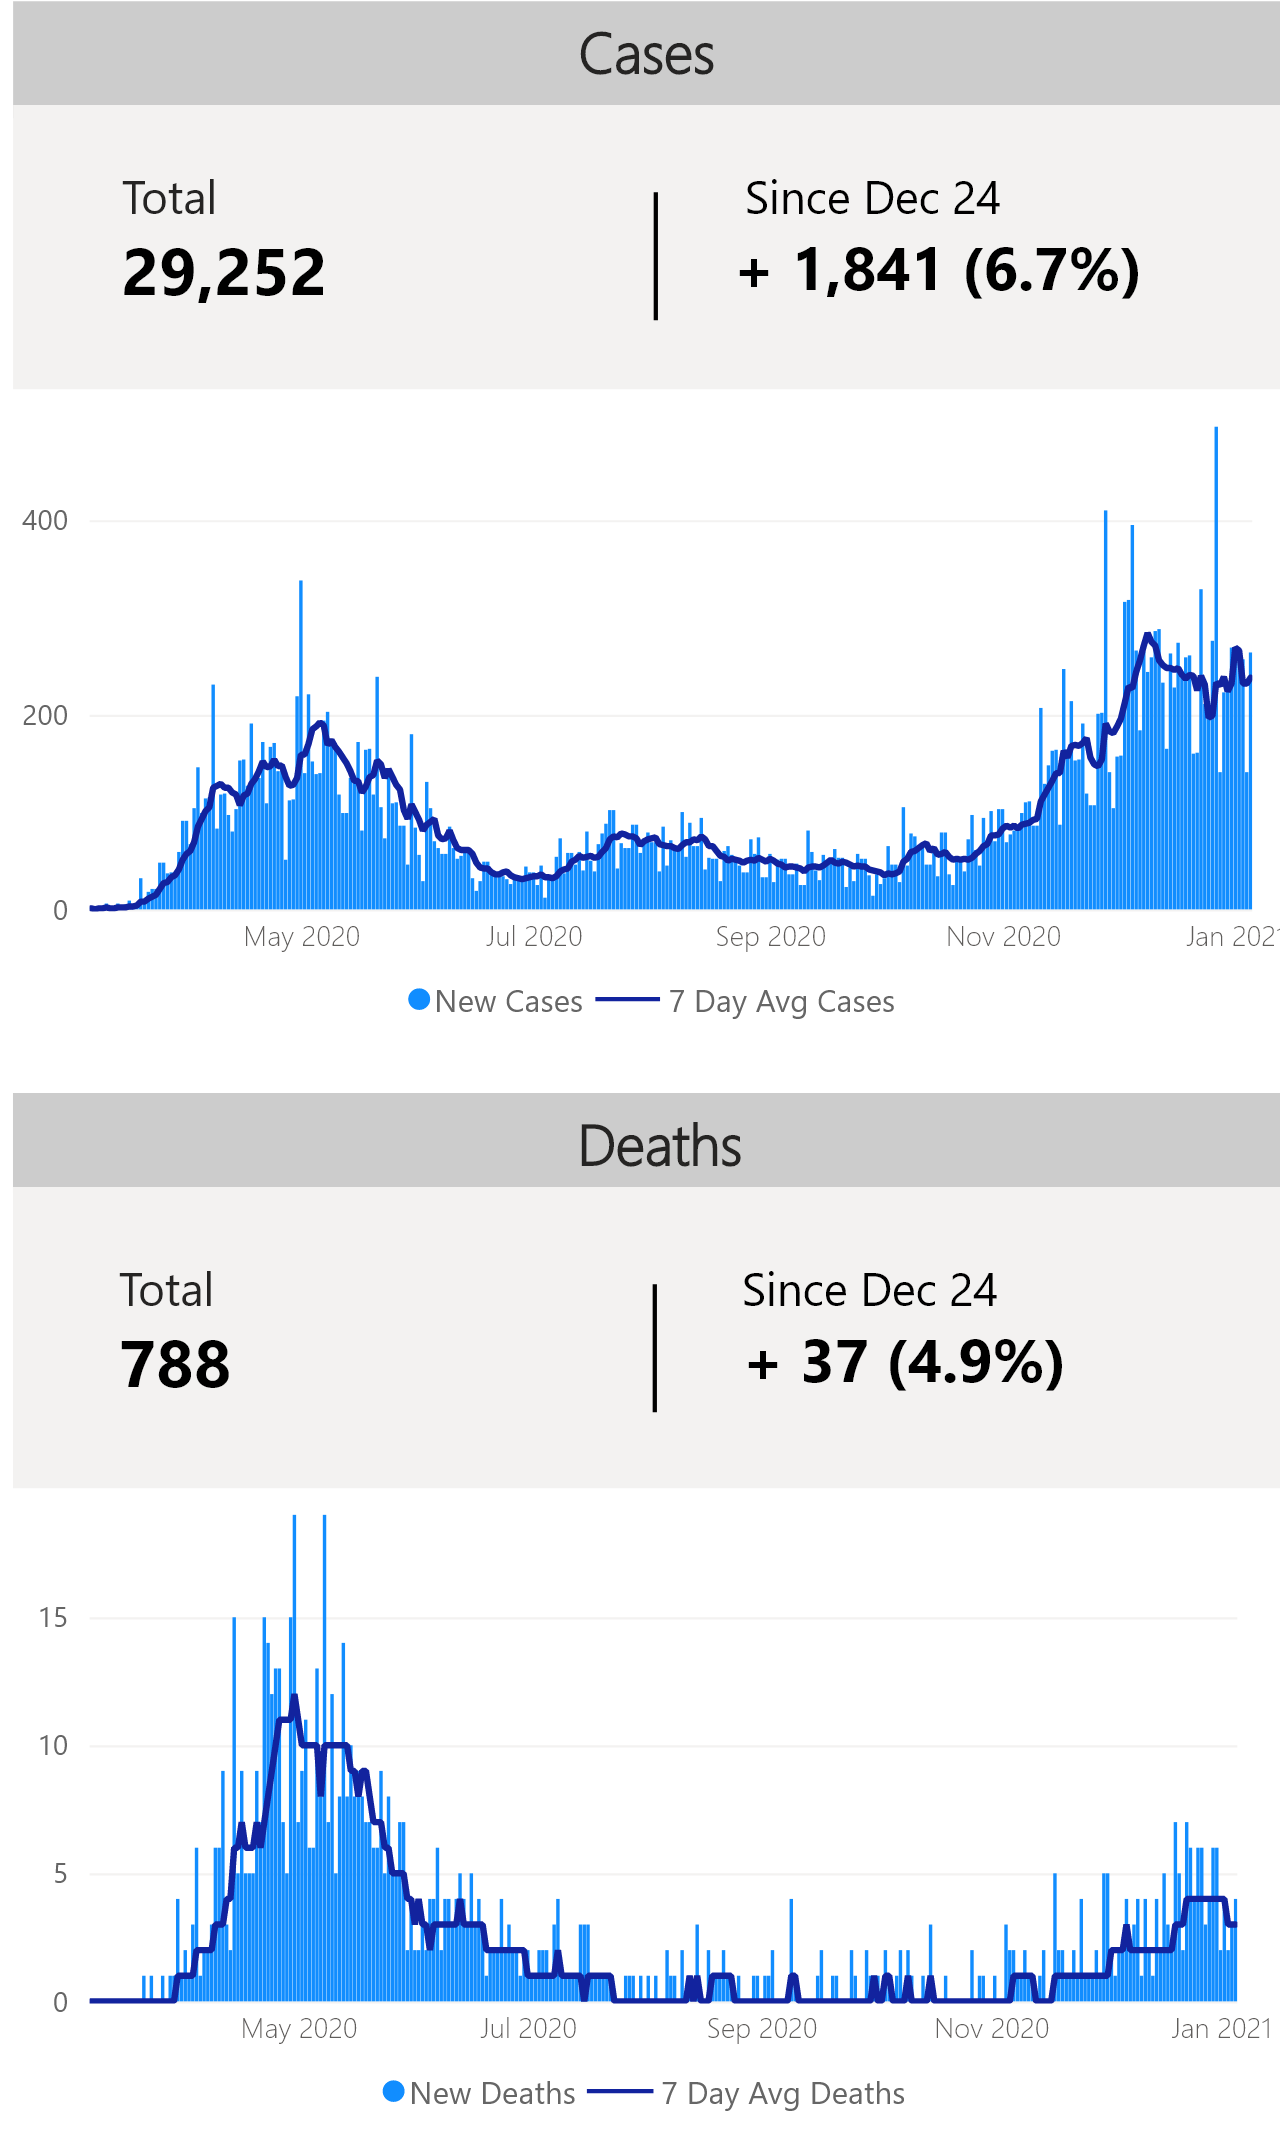 Cases
Total
Since Dec 24
29,252
+ 1,841 (6.7%)
400
200
0
May 2020
Jul 2020
Sep 2020
Nov 2020
Jan 2021
New Cases
7 Day Avg Cases
Deaths
Total
Since Dec 24
788
+ 37 (4.9%)
15
10
5
0
May 2020
Jul 2020
Sep 2020
Nov 2020
Jan 2021
New Deaths
7 Day Avg Deaths